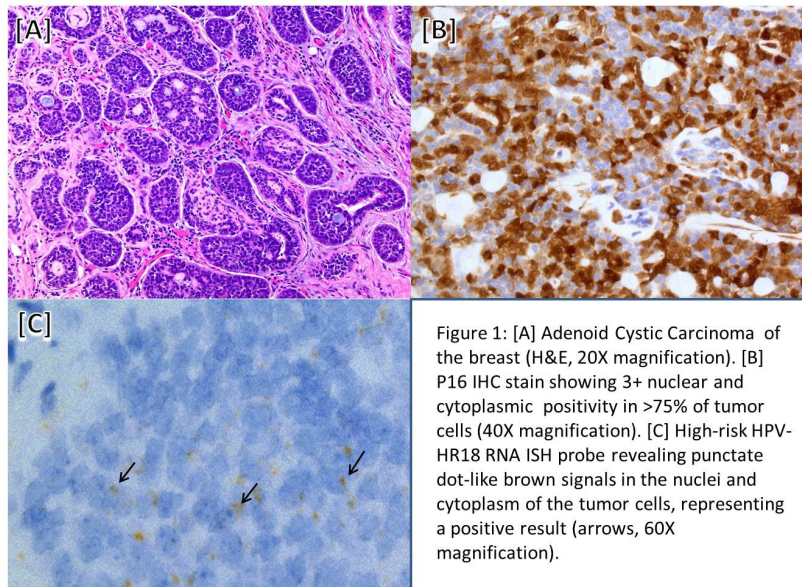 [A]
[B]
[C]
Figure 1: [A] Adenoid Cystic Carcinoma of
the breast (H&E, 20X magnification). [B]
P16 IHC stain showing 3+ nuclear and
cytoplasmic positivity in >75% of tumor
cells (40X magnification). [C] High-risk HPV-
HR18 RNA ISH probe revealing punctate
dot-like brown signals in the nuclei and
cytoplasm of the tumor cells, representing
a positive result (arrows, 60X
magnification).